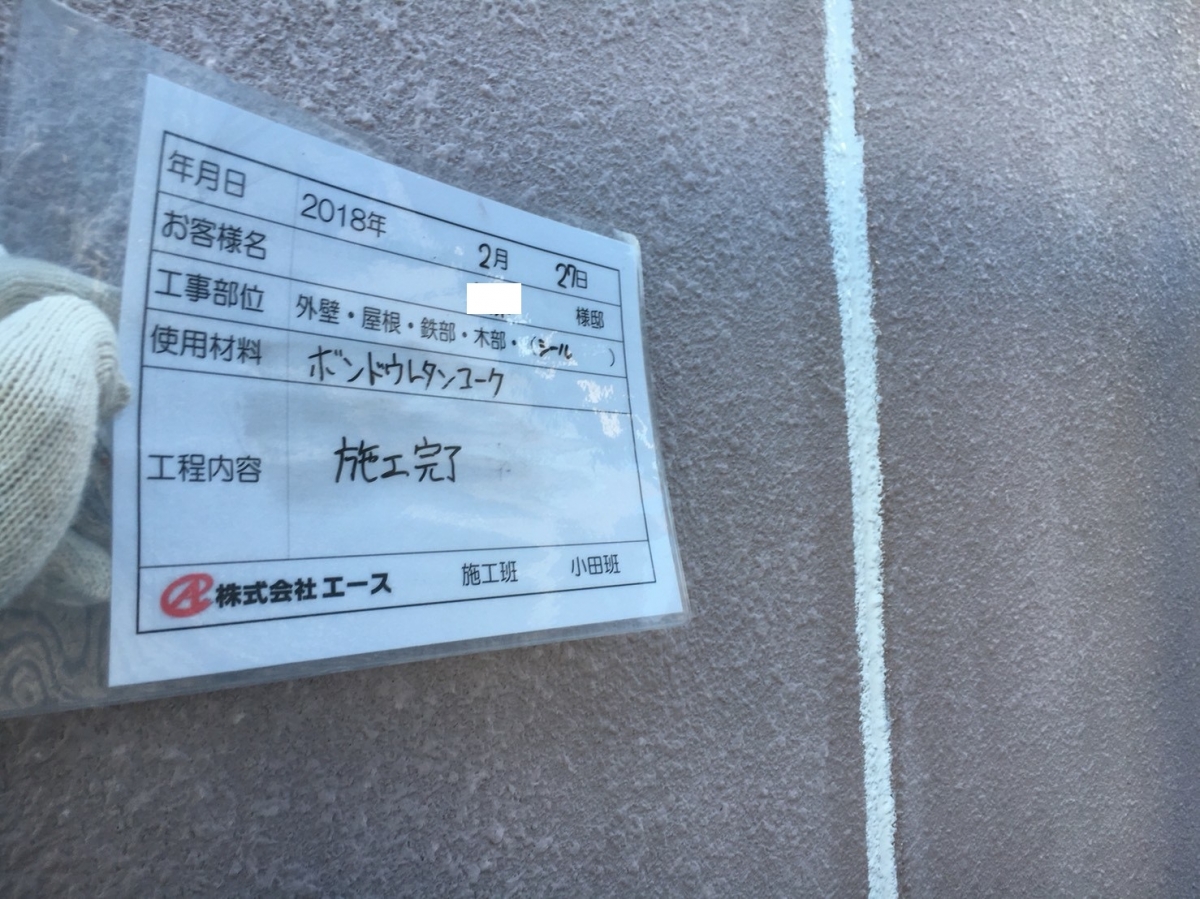 年月日 2018年 2月 27日
お客様名 様邸
工事部位 外壁・屋根・鉄部・木部・(シール )
使用材料 ボンドウレタンコーク
工程内容 施工完了
株式会社エース 施工班 小田班